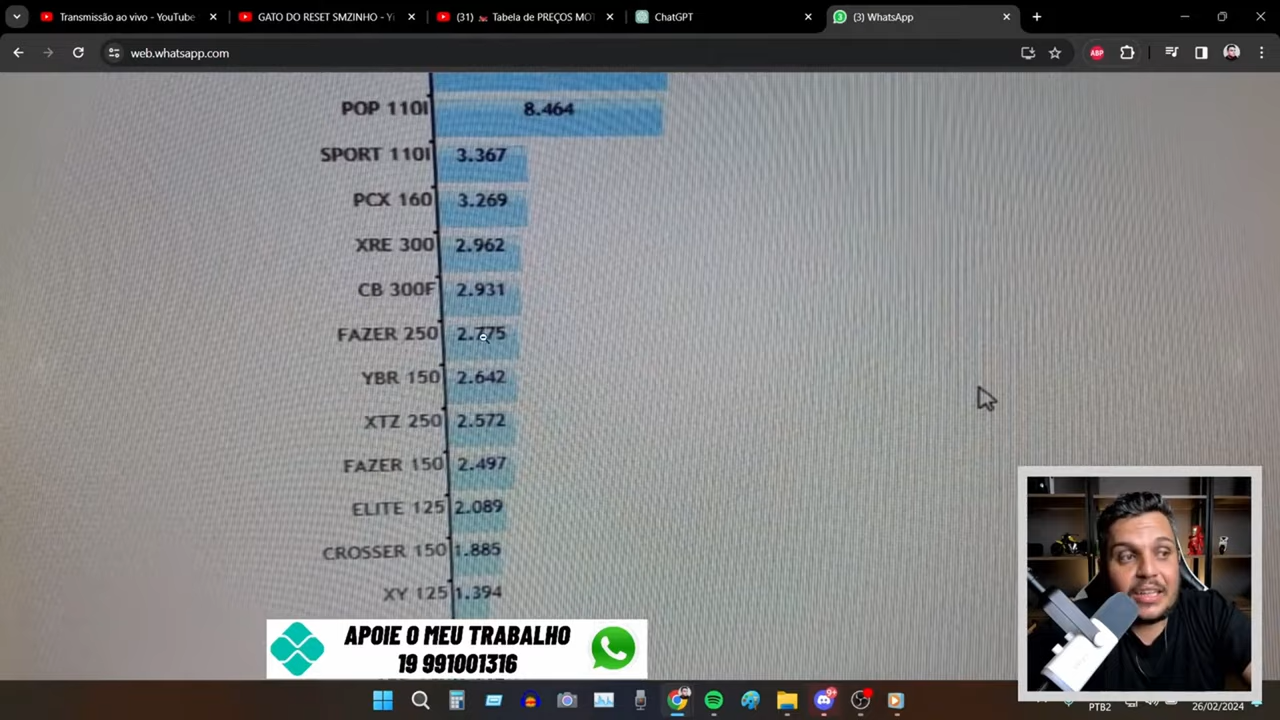 Transmissão ao vivo - YouTube
GATO DO RESET SMZINHO - Yi
(31) Tabela de PREÇOS MOT
ChatGPT
(3) WhatsApp
web.whatsapp.com
ABP
POP 110I 8.464
SPORT 110I 3.367
PCX 160 3.269
XRE 300 2.962
CB 300F 2.931
FAZER 250 2.775
YBR 150 2.642
XTZ 250 2.572
FAZER 150 2.497
ELITE 125 2.089
CROSSER 150 1.885
XY 125 1.394
APOIE O MEU TRABALHO
19 991001316
PTB2
26/02/2024